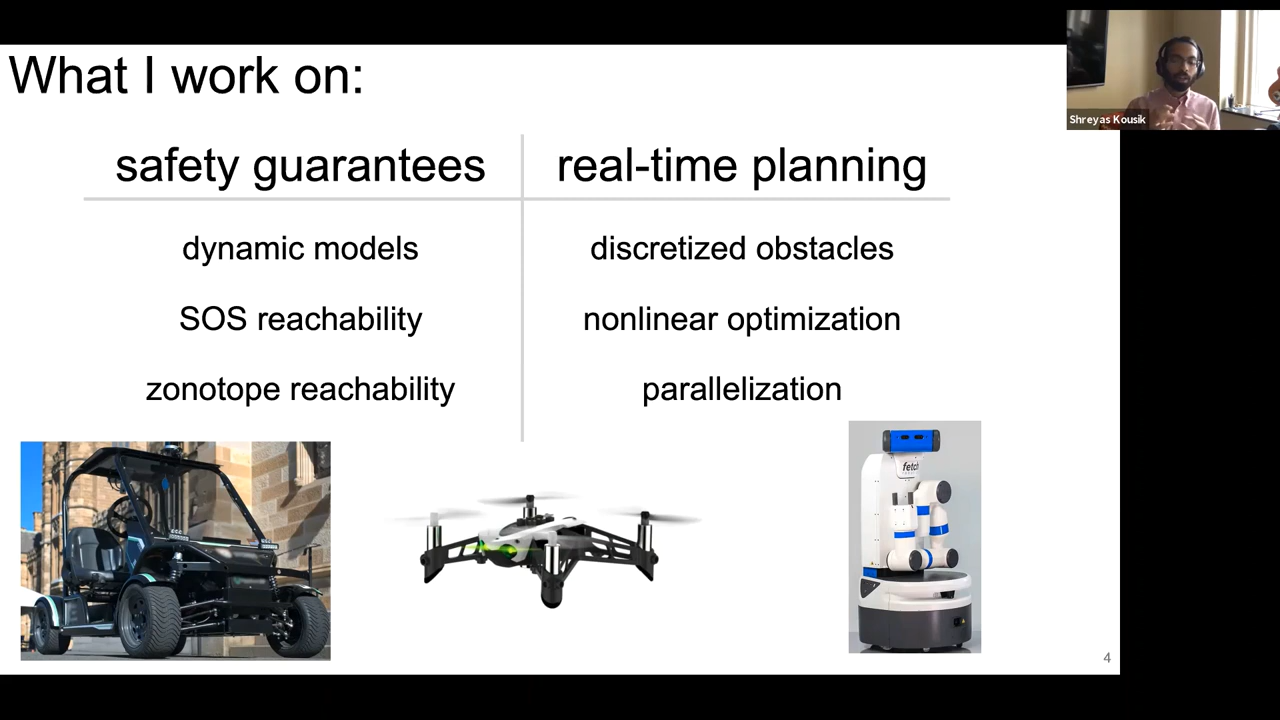 What I work on:
safety guarantees
real-time planning
dynamic models
discretized obstacles
SOS reachability
nonlinear optimization
zonotope reachability
parallelization
fetch
4
Shreyas Kousik